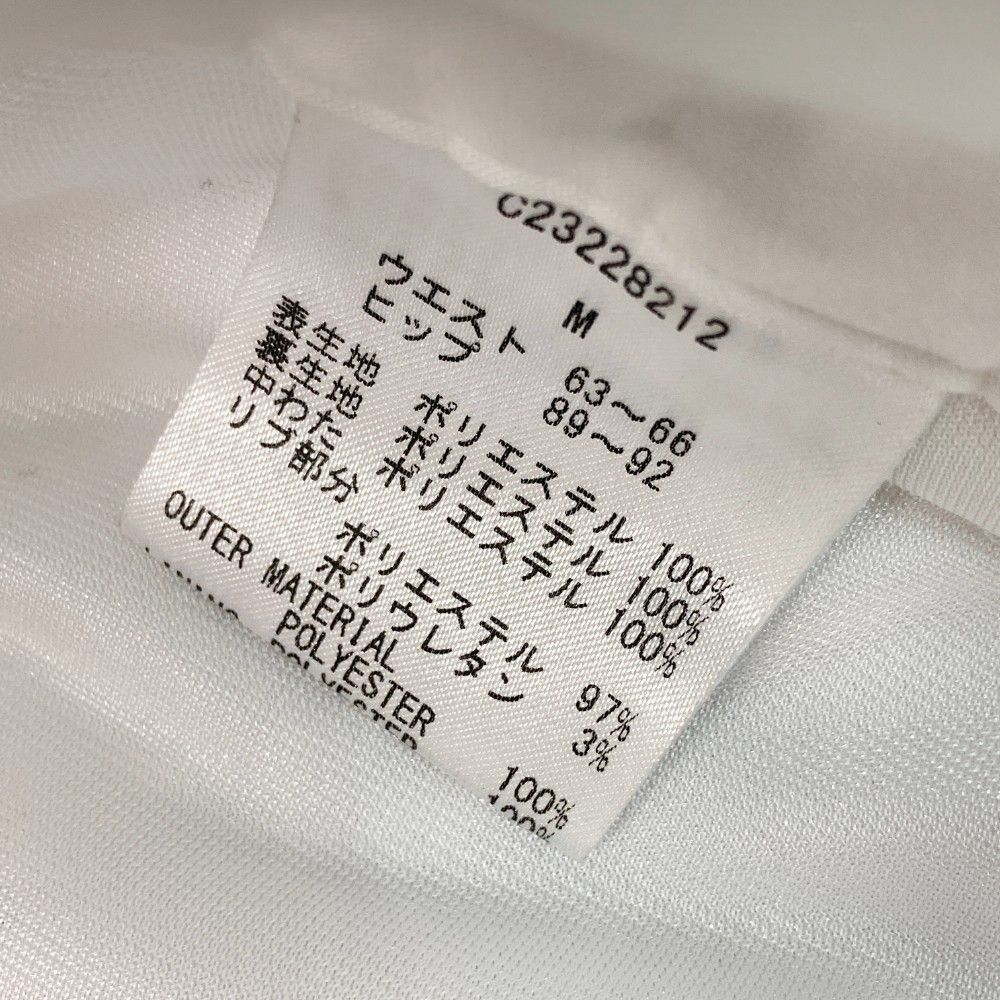 C23228212
M
ウエスト 63～66
ヒップ 89～92
表生地 ポリエステル 100%
裏生地 ポリエステル 100%
中わた ポリエステル 100%
リブ部分 ポリエステル 97%
ポリウレタン 3%
OUTER MATERIAL
POLYESTER 100%
POLYESTER 100%